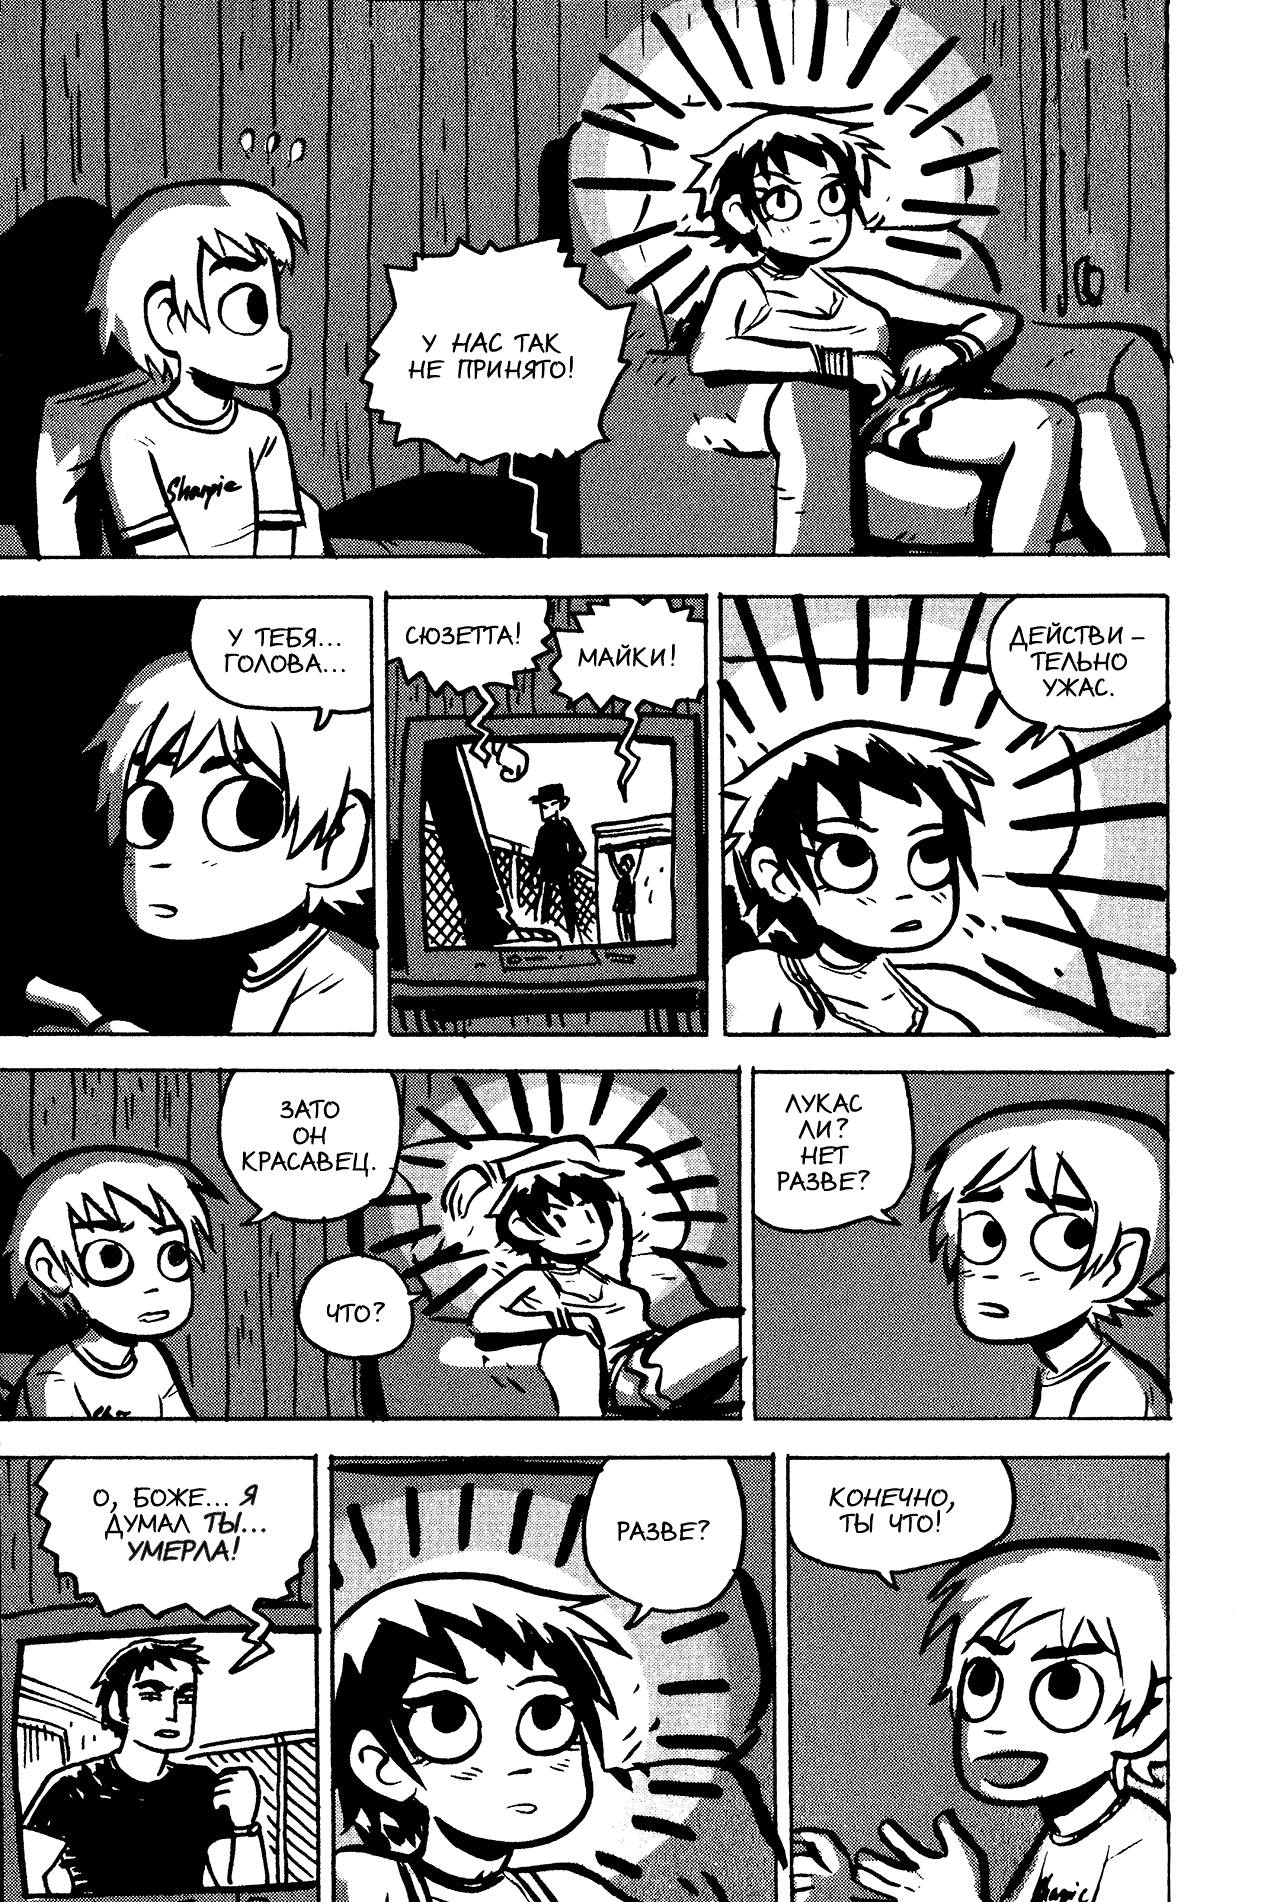 У НАС ТАК
НЕ ПРИНЯТО!
Sharpie
У ТЕБЯ...
ГОЛОВА...
СЮЗЕТТА!
МАЙКИ!
ДЕЙСТВИ –
ТЕЛЬНО
УЖАС.
ЗАТО
ОН
КРАСАВЕЦ.
ЧТО?
ЛУКАС
ЛИ?
НЕТ
РАЗВЕ?
О, БОЖЕ... Я
ДУМАЛ ТЫ...
УМЕРЛА!
РАЗВЕ?
КОНЕЧНО,
ТЫ ЧТО!